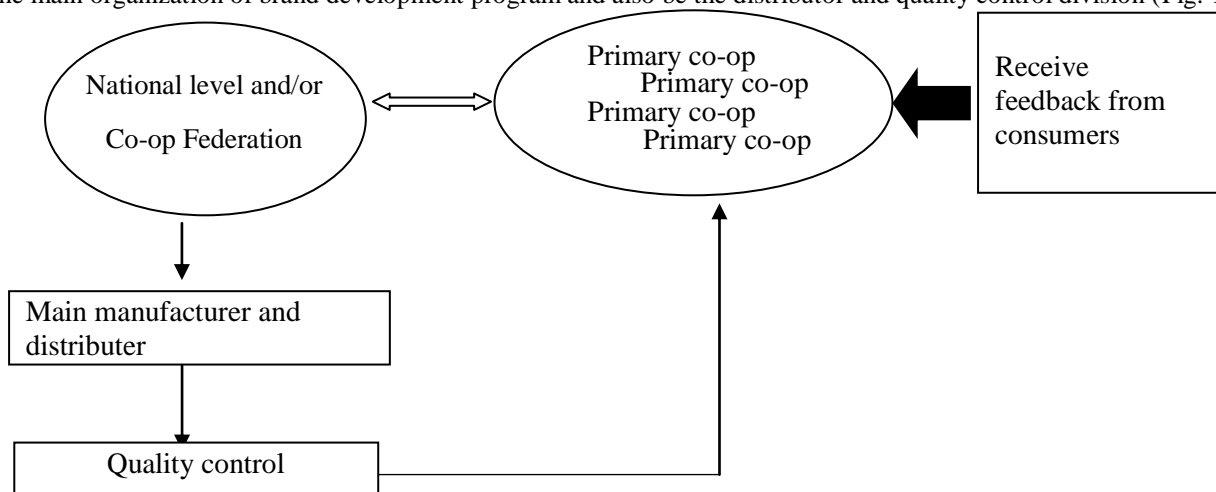 he main organization of brand development program and also be the distributor and quality control division (Fig. 1
National level and/or
Co-op Federation
Primary co-op
Primary co-op
Primary co-op
Primary co-op
Receive
feedback from
consumers
Main manufacturer and
distributer
Quality control